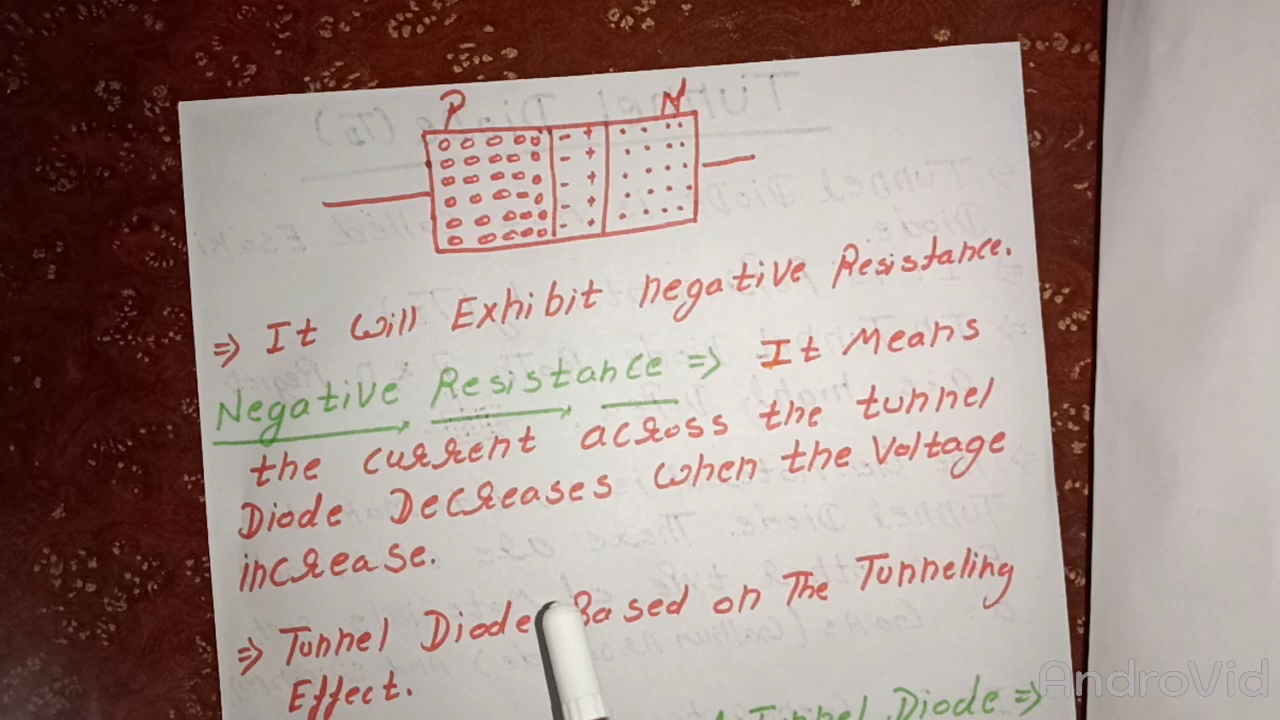 P N
⇒ It will Exhibit negative Resistance.
Negative Resistance ⇒ It Means
the current across the tunnel
Diode Decreases when the Voltage
increase.
⇒ Tunnel Diode Based on The Tunneling
Effect.
Tunnel Diode ⇒
AndroVid